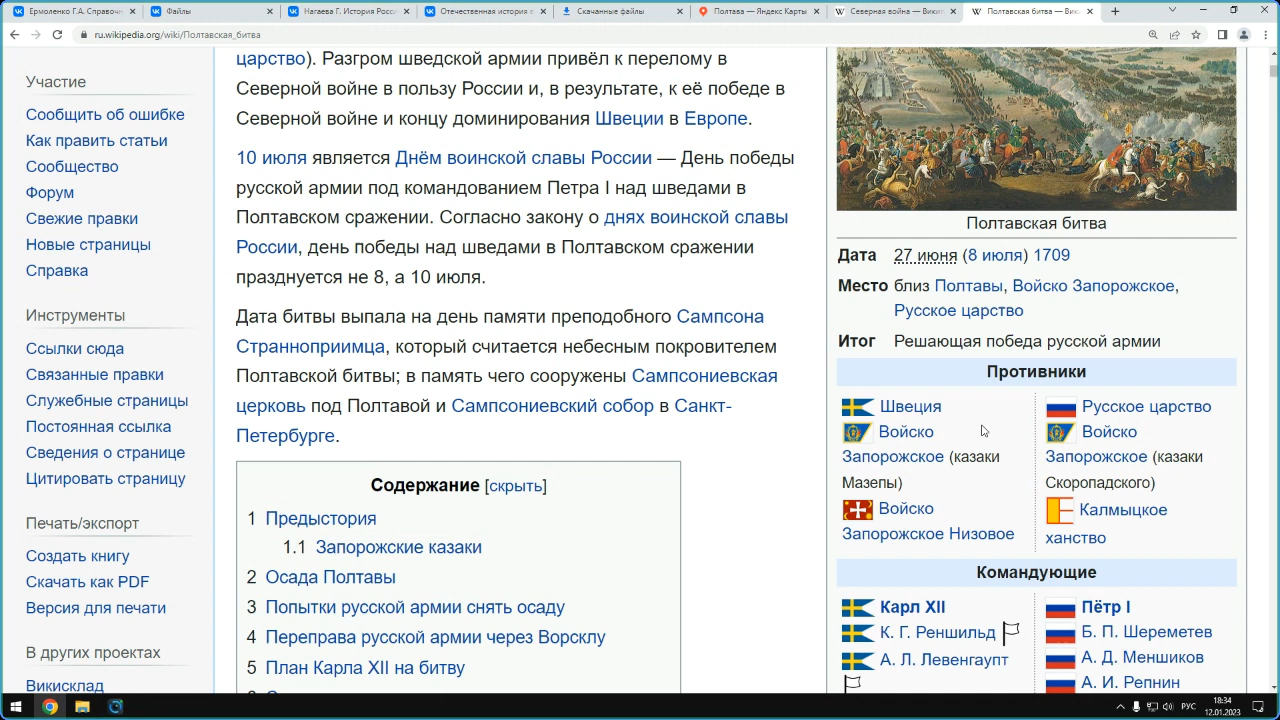 Ермоленко Г.А. Справочн
Файлы
Нагаева Г. История Росси
Отечественная история в
Скачанные файлы
Полтава — Яндекс Карты
Северная война — Викип
Полтавская битва — Вик
ru.wikipedia.org/wiki/Полтавская_битва
Участие
Сообщить об ошибке
Как править статьи
Сообщество
Форум
Свежие правки
Новые страницы
Справка
Инструменты
Ссылки сюда
Связанные правки
Служебные страницы
Постоянная ссылка
Сведения о странице
Цитировать страницу
Печать/экспорт
Создать книгу
Скачать как PDF
Версия для печати
В других проектах
Викисклад
царство). Разгром шведской армии привёл к перелому в
Северной войне в пользу России и, в результате, к её победе в
Северной войне и концу доминирования Швеции в Европе.
10 июля является Днём воинской славы России — День победы
русской армии под командованием Петра I над шведами в
Полтавском сражении. Согласно закону о днях воинской славы
России, день победы над шведами в Полтавском сражении
празднуется не 8, а 10 июля.
Дата битвы выпала на день памяти преподобного Сампсона
Странноприимца, который считается небесным покровителем
Полтавской битвы; в память чего сооружены Сампсониевская
церковь под Полтавой и Сампсониевский собор в Санкт-
Петербурге.
Содержание [скрыть]
1 Предыстория
1.1 Запорожские казаки
2 Осада Полтавы
3 Попытки русской армии снять осаду
4 Переправа русской армии через Ворсклу
5 План Карла XII на битву
Полтавская битва
Дата 27 июня (8 июля) 1709
Место близ Полтавы, Войско Запорожское,
Русское царство
Итог Решающая победа русской армии
Противники
Швеция
Войско
Запорожское (казаки
Мазепы)
Войско
Запорожское Низовое
Русское царство
Войско
Запорожское (казаки
Скоропадского)
Калмыцкое
ханство
Командующие
Карл XII
К. Г. Реншильд
А. Л. Левенгаупт
Пётр I
Б. П. Шереметев
А. Д. Меншиков
А. И. Репнин
РУС
18:34
12.01.2023